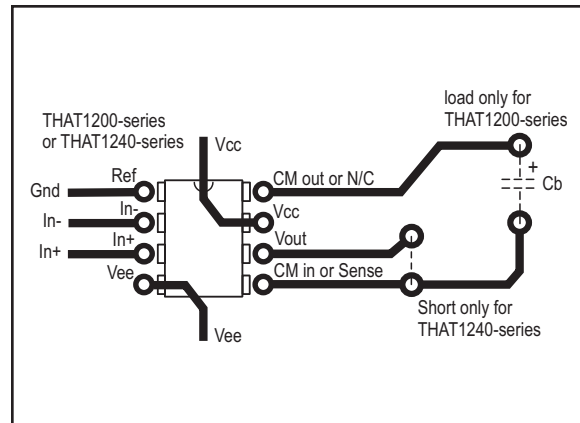 load only for
THAT1200-series
THAT1200-series
or THAT1240-series
Vcc
+
Cb
Ref
CM out or N/C
Gnd
In-
Vcc
In-
In+
Vout
In+
Vee
CM in or Sense
Short only for
THAT1240-series
Vee